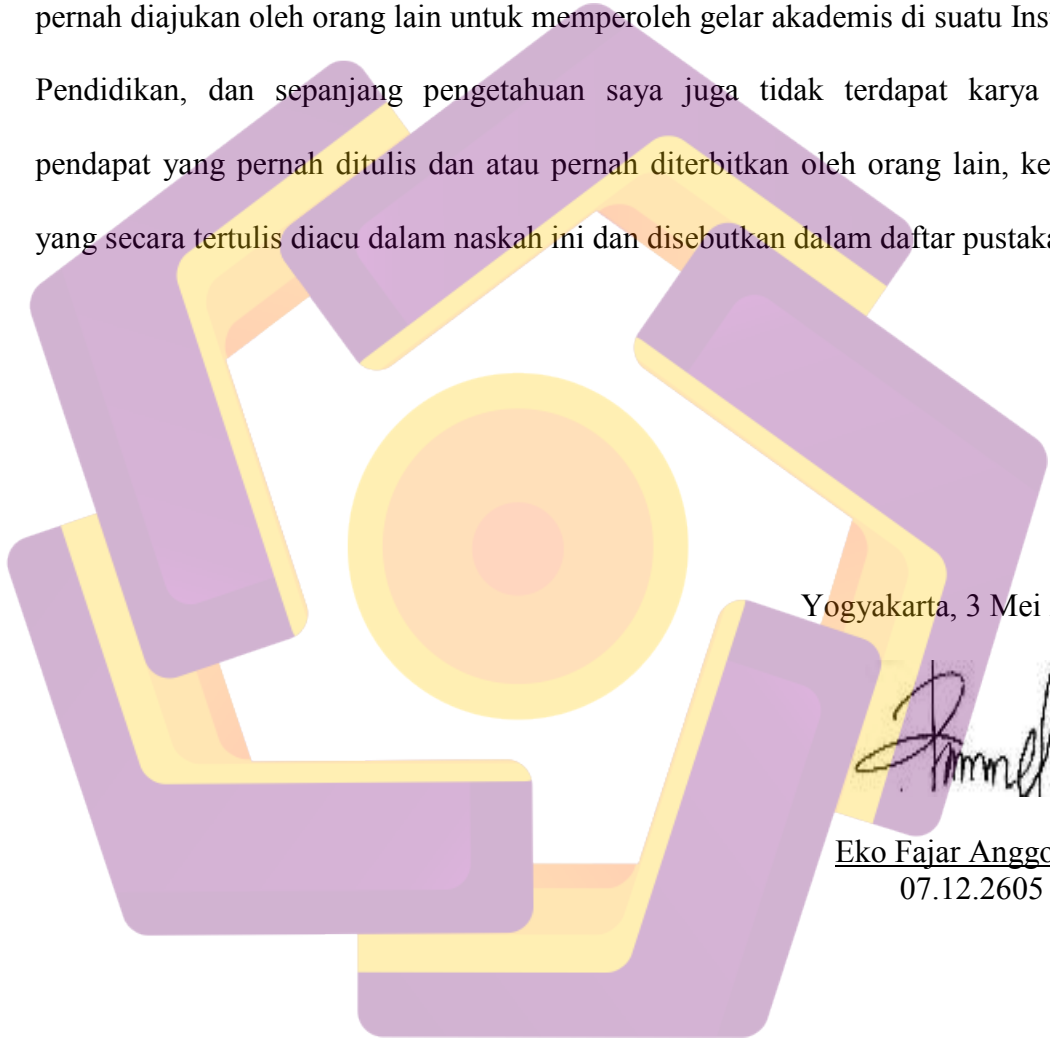 pernah diajukan oleh orang lain untuk memperoleh gelar akademis di suatu Ins
Pendidikan, dan sepanjang pengetahuan saya juga tidak terdapat karya
pendapat yang pernah ditulis dan atau pernah diterbitkan oleh orang lain, ke
yang secara tertulis diacu dalam naskah ini dan disebutkan dalam daftar pustaka
Yogyakarta, 3 Mei
Eko Fajar Anggo
07.12.2605